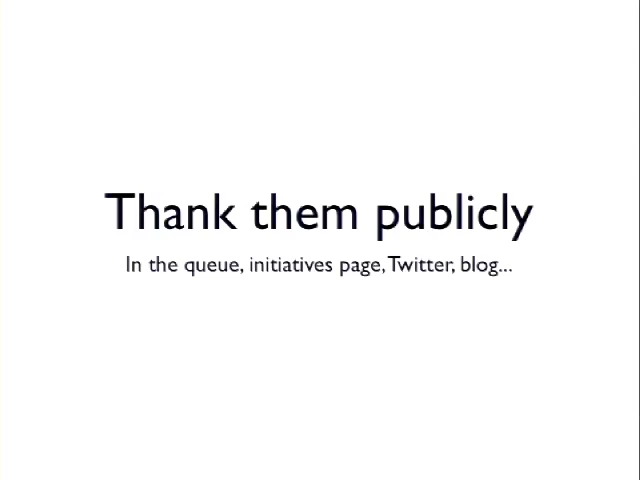 Thank them publicly
In the queue, initiatives page, Twitter, blog...